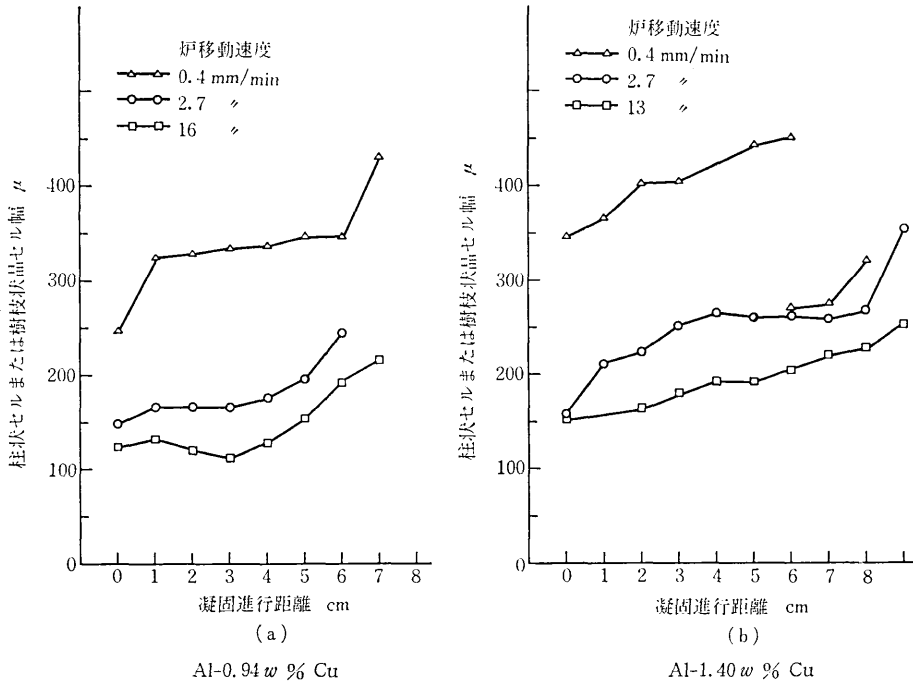 炉移動速度
0.4 mm/min
2.7 〃
16 〃
柱状セルまたは樹枝状晶セル幅 μ
400
300
200
100
0
0 1 2 3 4 5 6 7 8
凝固進行距離 cm
(a)
Al-0.94 w % Cu
炉移動速度
0.4 mm/min
2.7 〃
13 〃
柱状セルまたは樹枝状晶セル幅 μ
400
300
200
100
0
0 1 2 3 4 5 6 7 8
凝固進行距離 cm
(b)
Al-1.40 w % Cu